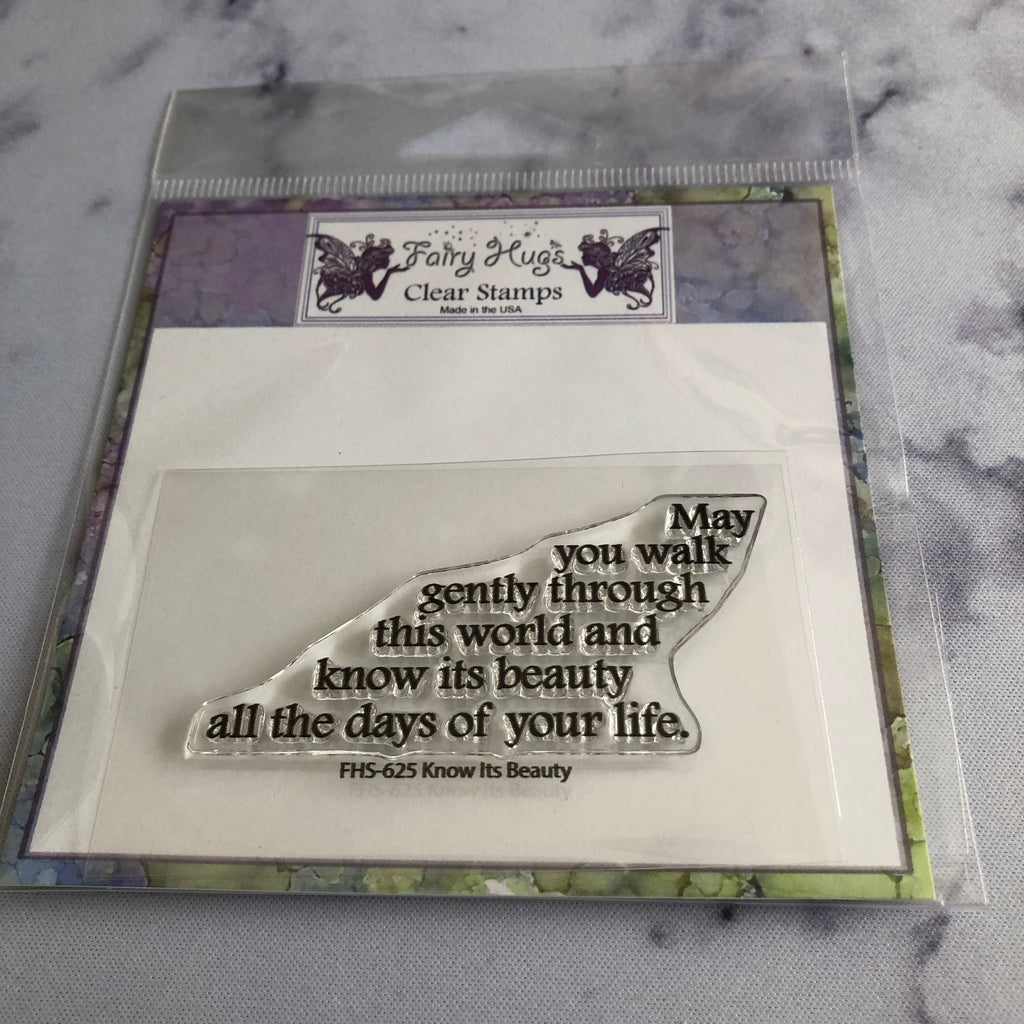 Fairy Hugs
Clear Stamps
Made in the USA
May
you walk
gently through
this world and
know its beauty
all the days of your life.
FHS-625 Know Its Beauty